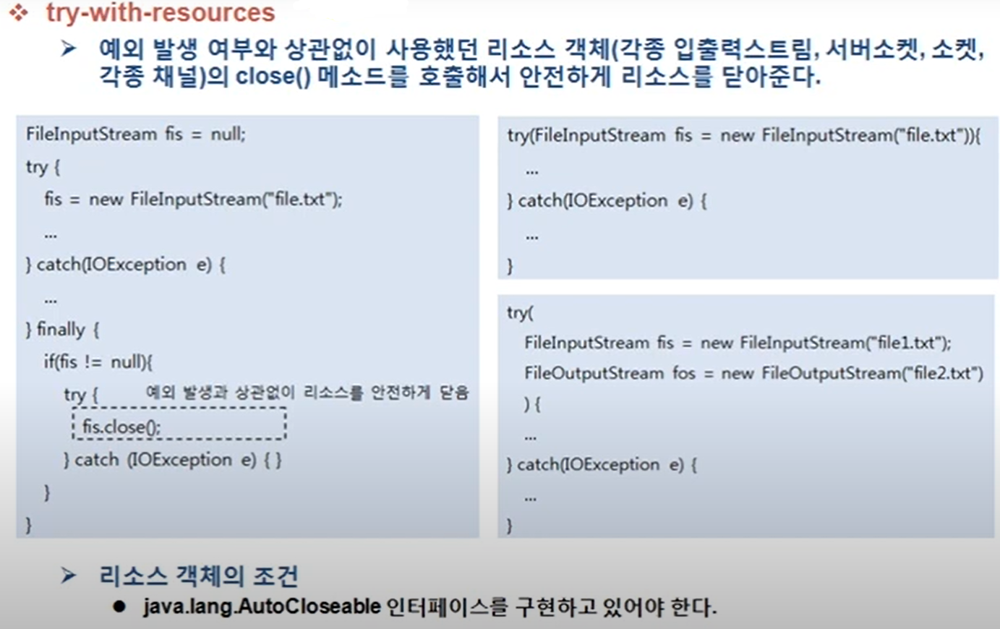 ❖ try-with-resources
➤ 예외 발생 여부와 상관없이 사용했던 리소스 객체(각종 입출력스트림, 서버소켓, 소켓,
각종 채널)의 close() 메소드를 호출해서 안전하게 리소스를 닫아준다.
FileInputStream fis = null;
try {
fis = new FileInputStream("file.txt");
...
} catch(IOException e) {
...
} finally {
if(fis != null){
try { 예외 발생과 상관없이 리소스를 안전하게 닫음
fis.close();
} catch (IOException e) { }
}
}
try(FileInputStream fis = new FileInputStream("file.txt")){
...
} catch(IOException e) {
...
}
try(
FileInputStream fis = new FileInputStream("file1.txt");
FileOutputStream fos = new FileOutputStream("file2.txt")
) {
...
} catch(IOException e) {
...
}
➤ 리소스 객체의 조건
● java.lang.AutoCloseable 인터페이스를 구현하고 있어야 한다.